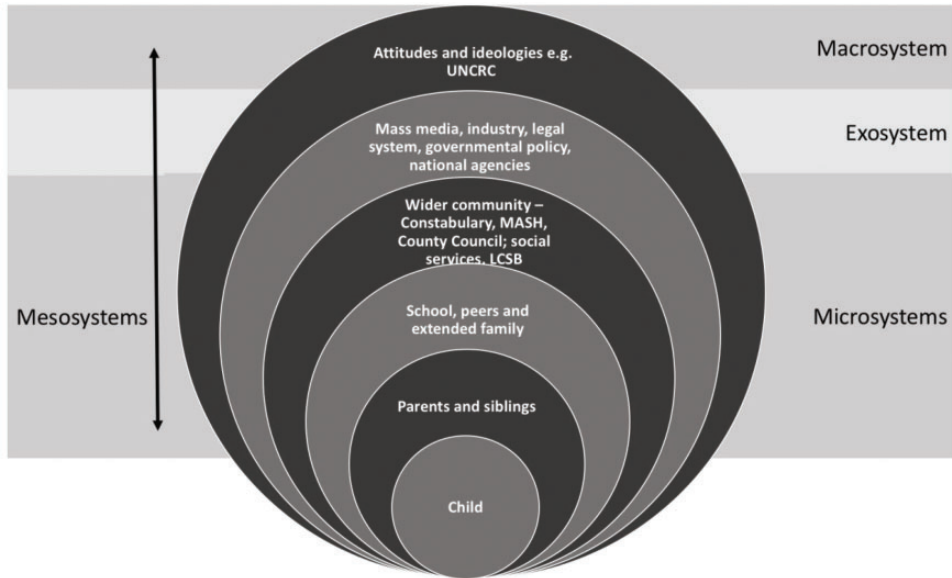 Attitudes and ideologies e.g.
UNCRC
Macrosystem
Mass media, industry, legal
system, governmental policy,
national agencies
Exosystem
Wider community –
Constabulary, MASH,
County Council; social
services, LCSB
School, peers and
extended family
Mesosystems
Microsystems
Parents and siblings
Child